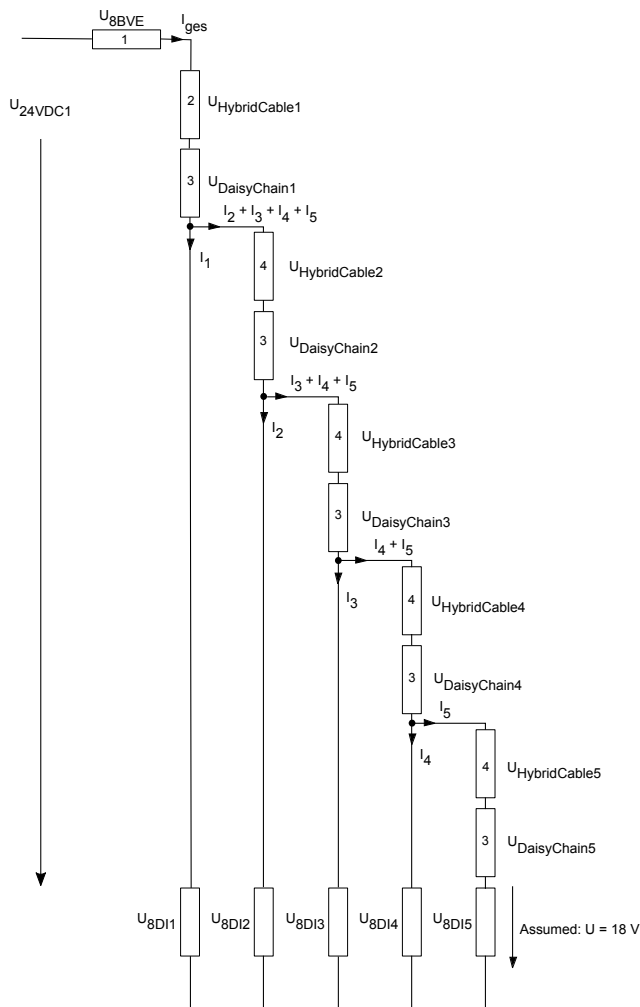 U8BVE
Iges
1
U24VDC1
2
UHybridCable1
3
UDaisyChain1
I2 + I3 + I4 + I5
I1
4
UHybridCable2
3
UDaisyChain2
I3 + I4 + I5
I2
4
UHybridCable3
3
UDaisyChain3
I4 + I5
I3
4
UHybridCable4
3
UDaisyChain4
I5
I4
4
UHybridCable5
3
UDaisyChain5
U8DI1
U8DI2
U8DI3
U8DI4
U8DI5
Assumed: U = 18 V